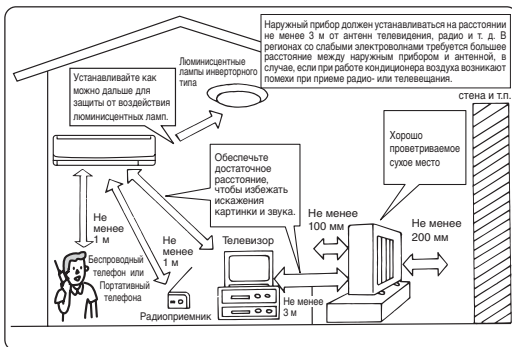 Наружный прибор должен устанавливаться на расстоянии
не менее 3 м от антенн телевидения, радио и т. д. В
регионах со слабыми электроволнами требуется большее
расстояние между наружным прибором и антенной, в
случае, если при работе кондиционера воздуха возникают
помехи при приеме радио- или телевещания.
Люминисцентные
лампы инверторного
типа
Устанавливайте как
можно дальше для
защиты от воздействия
люминисцентных ламп.
стена и т.п.
Обеспечьте
достаточное
расстояние,
чтобы избежать
искажения
картинки и звука.
Хорошо
проветриваемое
сухое место
Не
менее
1 м
Не
менее
1 м
Телевизор
Не менее
100 мм
Не менее
200 мм
Беспроводный
телефон или
Портативный
телефона
Радиоприемник
Не менее
3 м